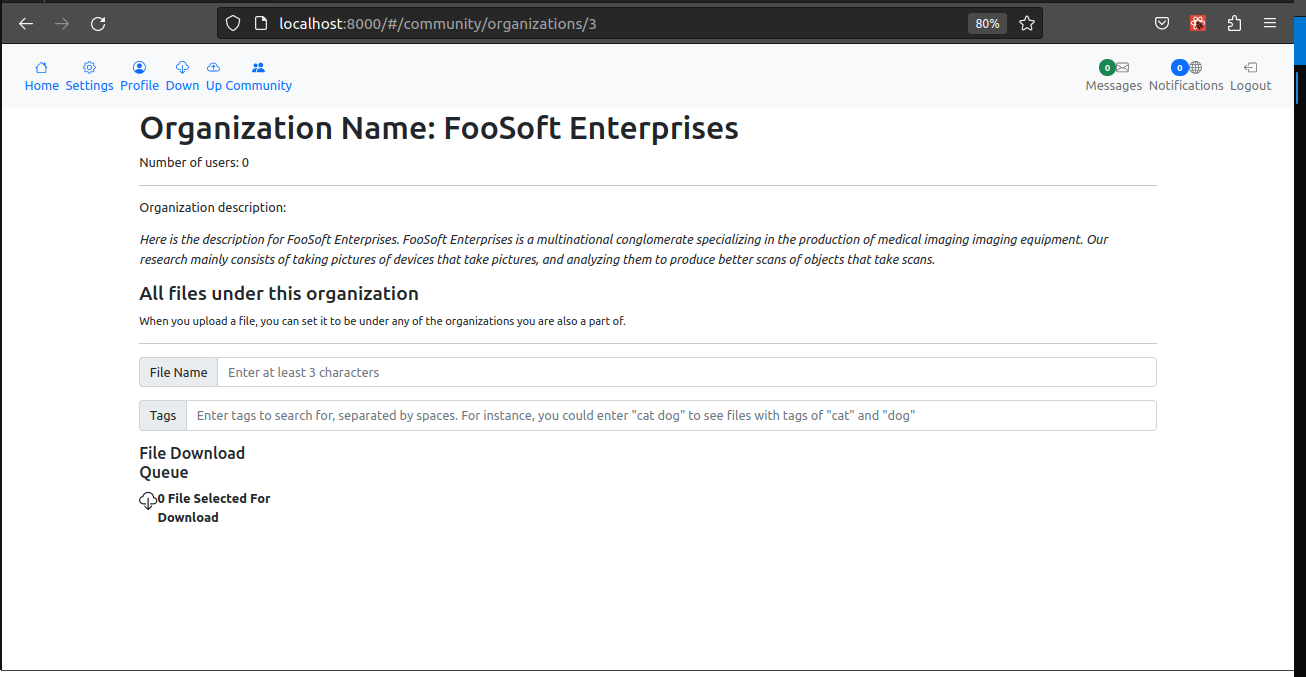 localhost:8000/#/community/organizations/3
80%
Home Settings Profile Down Up Community
0 0
Messages Notifications Logout
Organization Name: FooSoft Enterprises
Number of users: 0
Organization description:
Here is the description for FooSoft Enterprises. FooSoft Enterprises is a multinational conglomerate specializing in the production of medical imaging imaging equipment. Our
research mainly consists of taking pictures of devices that take pictures, and analyzing them to produce better scans of objects that take scans.
All files under this organization
When you upload a file, you can set it to be under any of the organizations you are also a part of.
File Name Enter at least 3 characters
Tags Enter tags to search for, separated by spaces. For instance, you could enter "cat dog" to see files with tags of "cat" and "dog"
File Download
Queue
0 File Selected For
Download